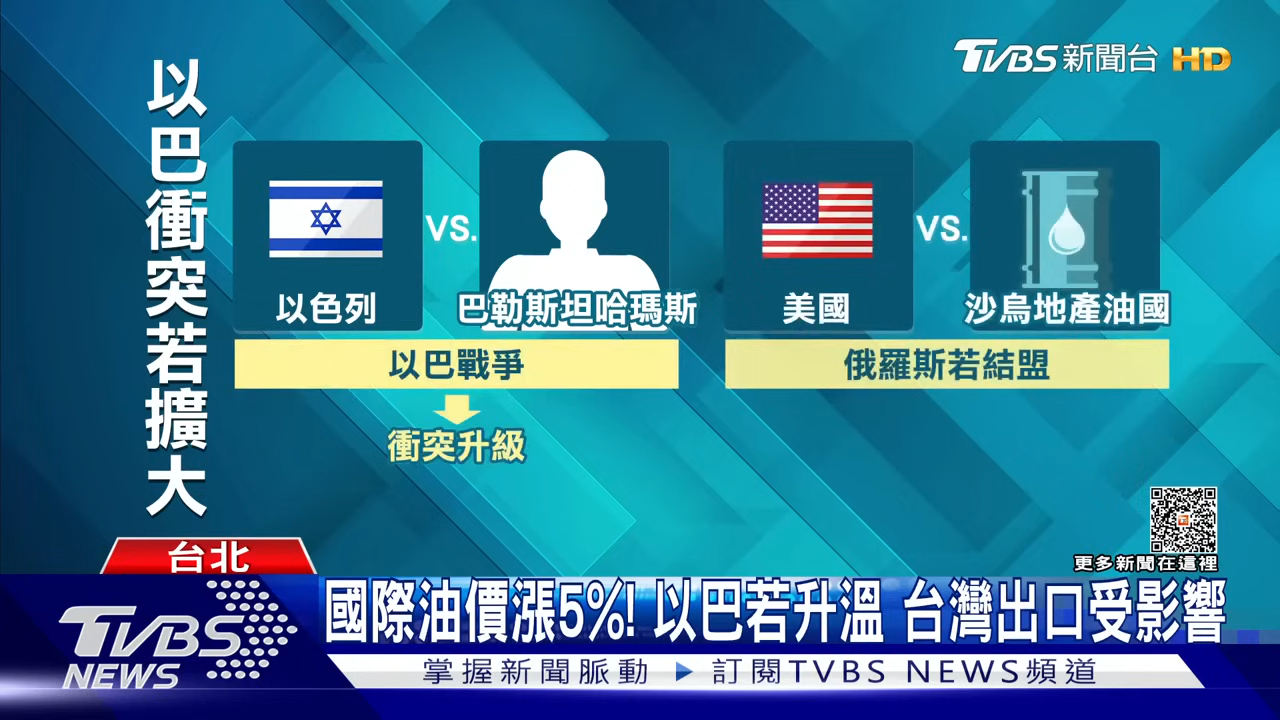 TVBS新聞台 HD
以巴衝突若擴大
以色列
VS.
巴勒斯坦哈瑪斯
美國
VS.
沙烏地產油國
以巴戰爭
俄羅斯若結盟
衝突升級
更多新聞在這裡
台北
TVBS NEWS
國際油價漲5%! 以巴若升溫 台灣出口受影響
掌握新聞脈動 訂閱TVBS NEWS頻道